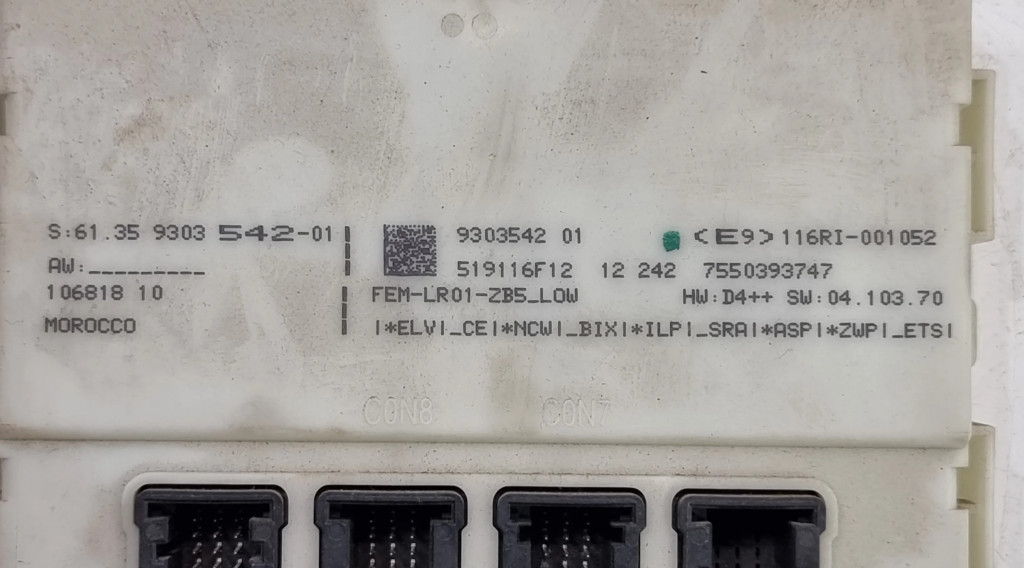 S:61.35 9303 542-01
AW:_________
106818 10
MOROCCO
9303542 01 <E9> 116RI-001052
519116F12 12 242 7550393747
FEM-LR01-ZB5_LOW HW:D4++ SW:04.103.70
|*ELV|_CE|*NCW|_BIX|*ILP|_SRA|*ASP|*ZWP|_ETS|
CON8 CON7